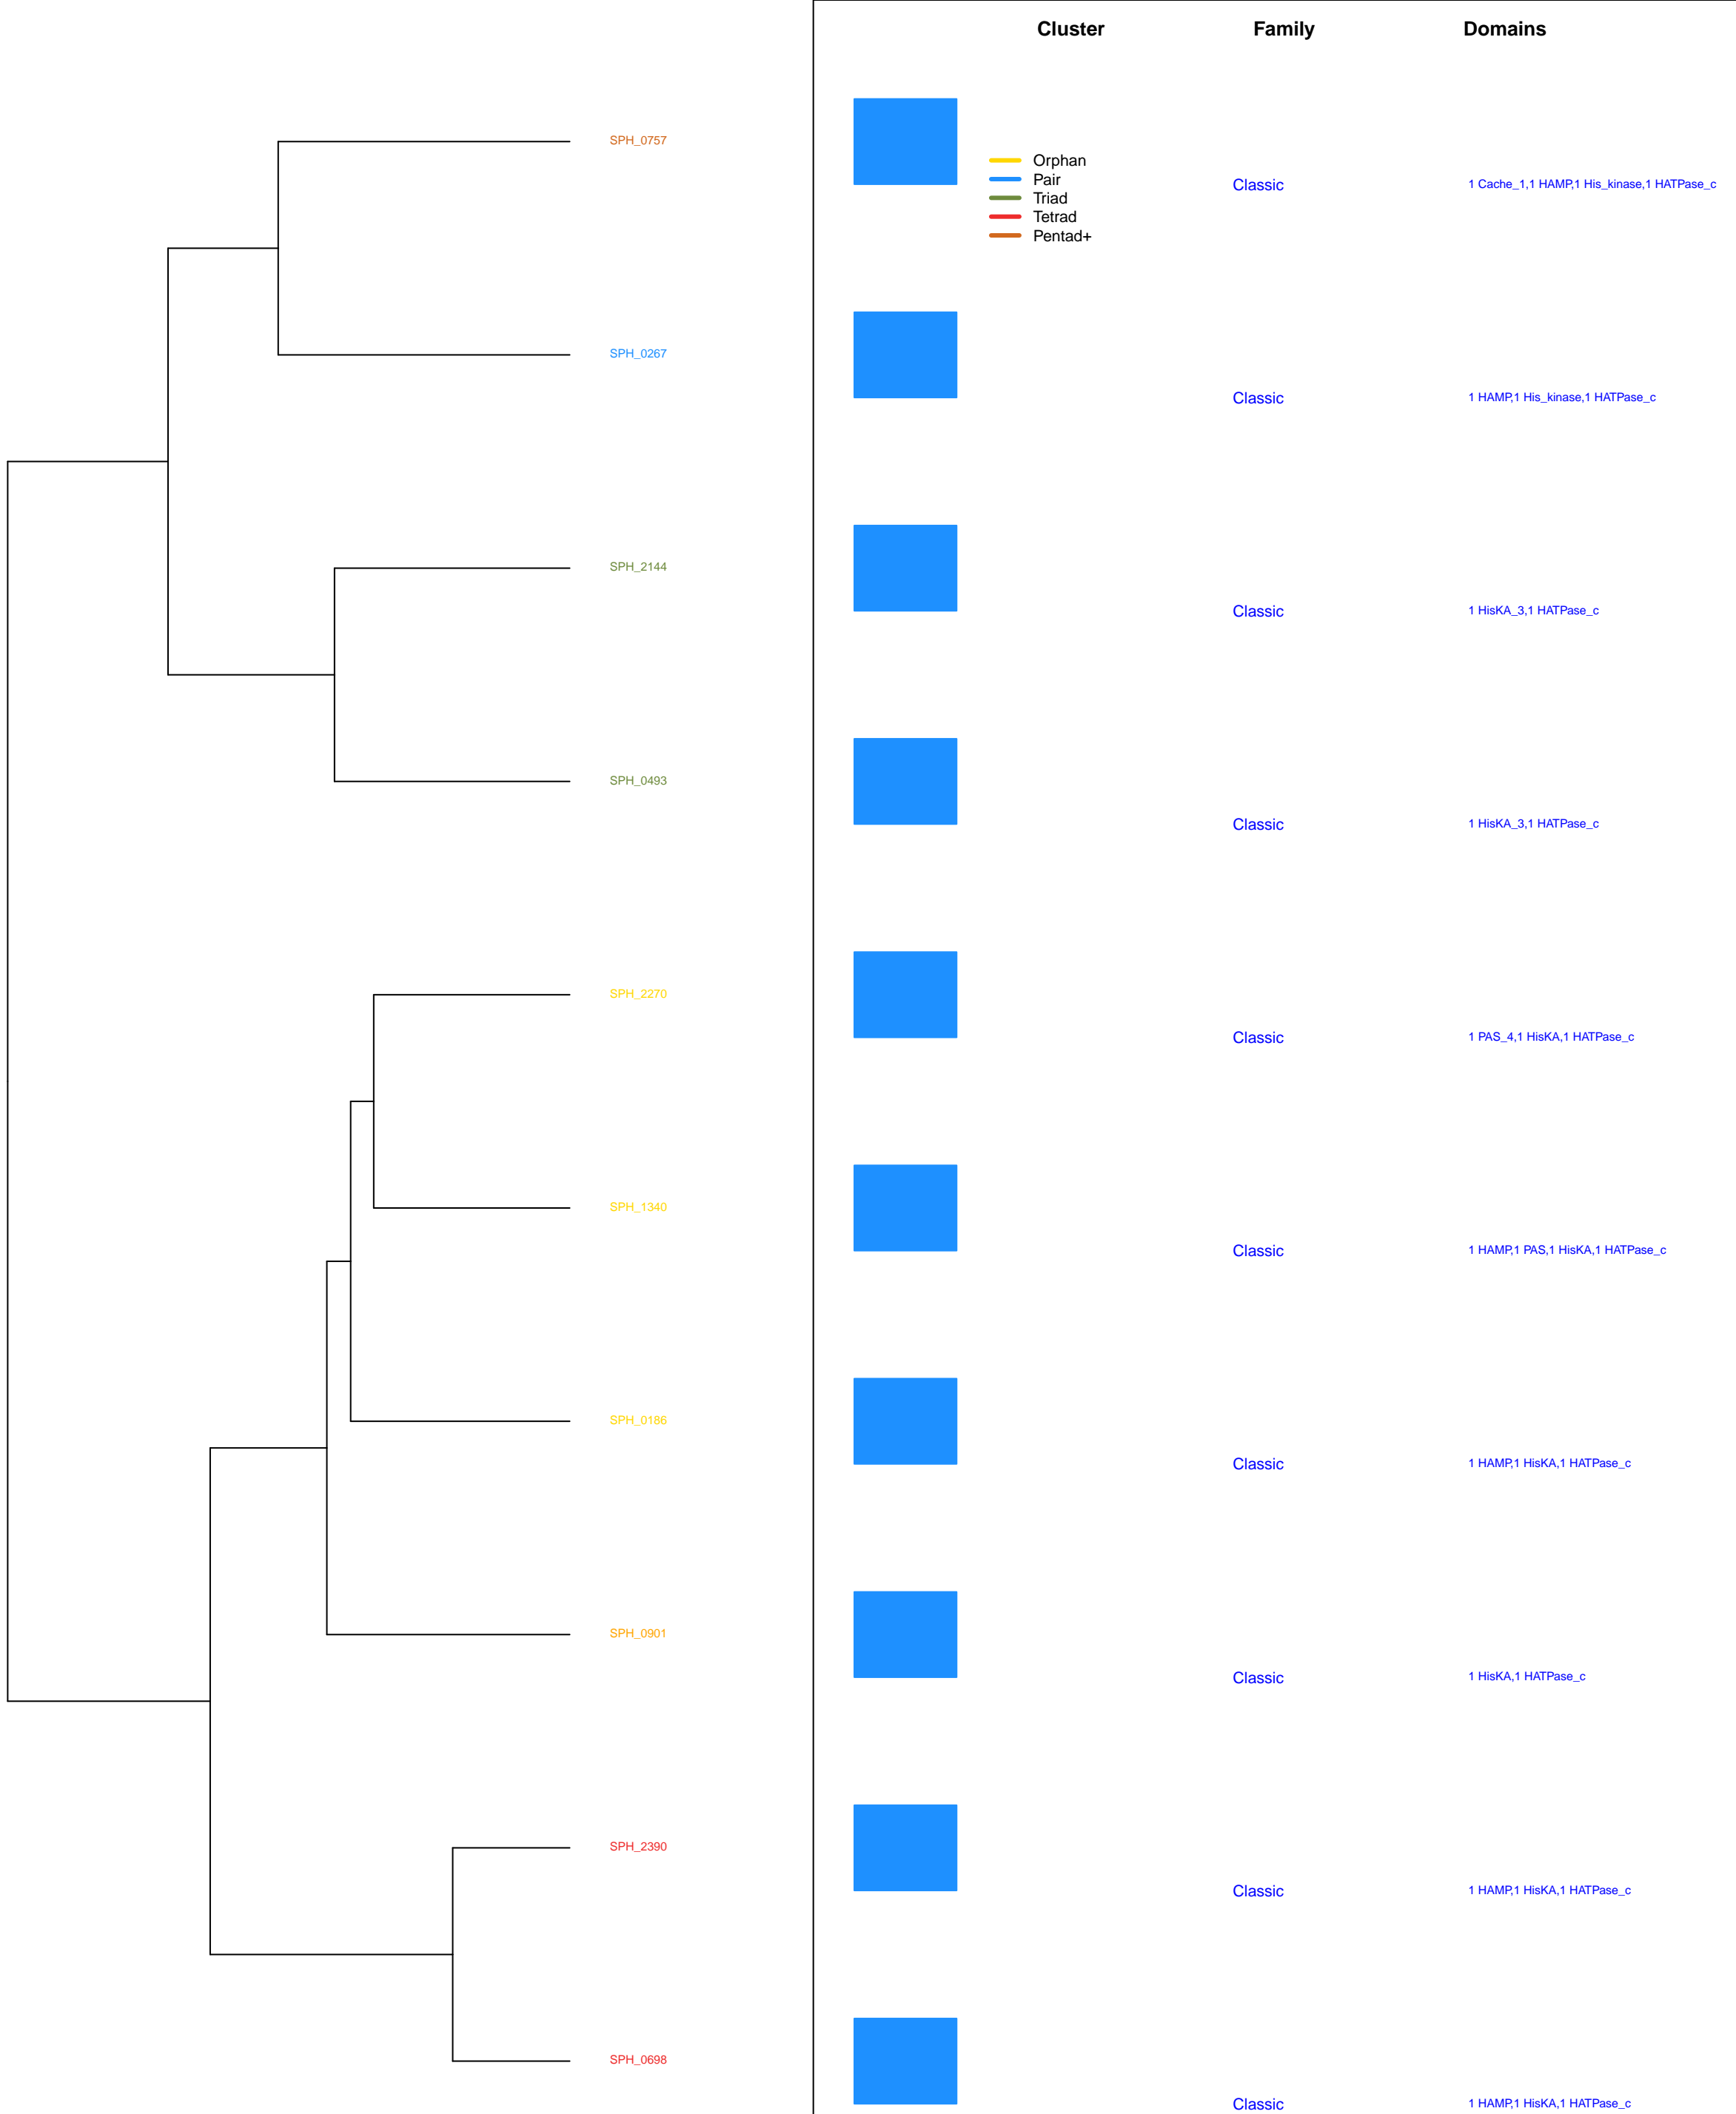 Cluster Family Domains
SPH_0757
Orphan
Pair
Triad
Tetrad
Pentad+
Classic 1 Cache_1,1 HAMP,1 His_kinase,1 HATPase_c
SPH_0267
Classic 1 HAMP,1 His_kinase,1 HATPase_c
SPH_2144
Classic 1 HisKA_3,1 HATPase_c
SPH_0493
Classic 1 HisKA_3,1 HATPase_c
SPH_2270
Classic 1 PAS_4,1 HisKA,1 HATPase_c
SPH_1340
Classic 1 HAMP,1 PAS,1 HisKA,1 HATPase_c
SPH_0186
Classic 1 HAMP,1 HisKA,1 HATPase_c
SPH_0901
Classic 1 HisKA,1 HATPase_c
SPH_2390
Classic 1 HAMP,1 HisKA,1 HATPase_c
SPH_0698
Classic 1 HAMP,1 HisKA,1 HATPase_c